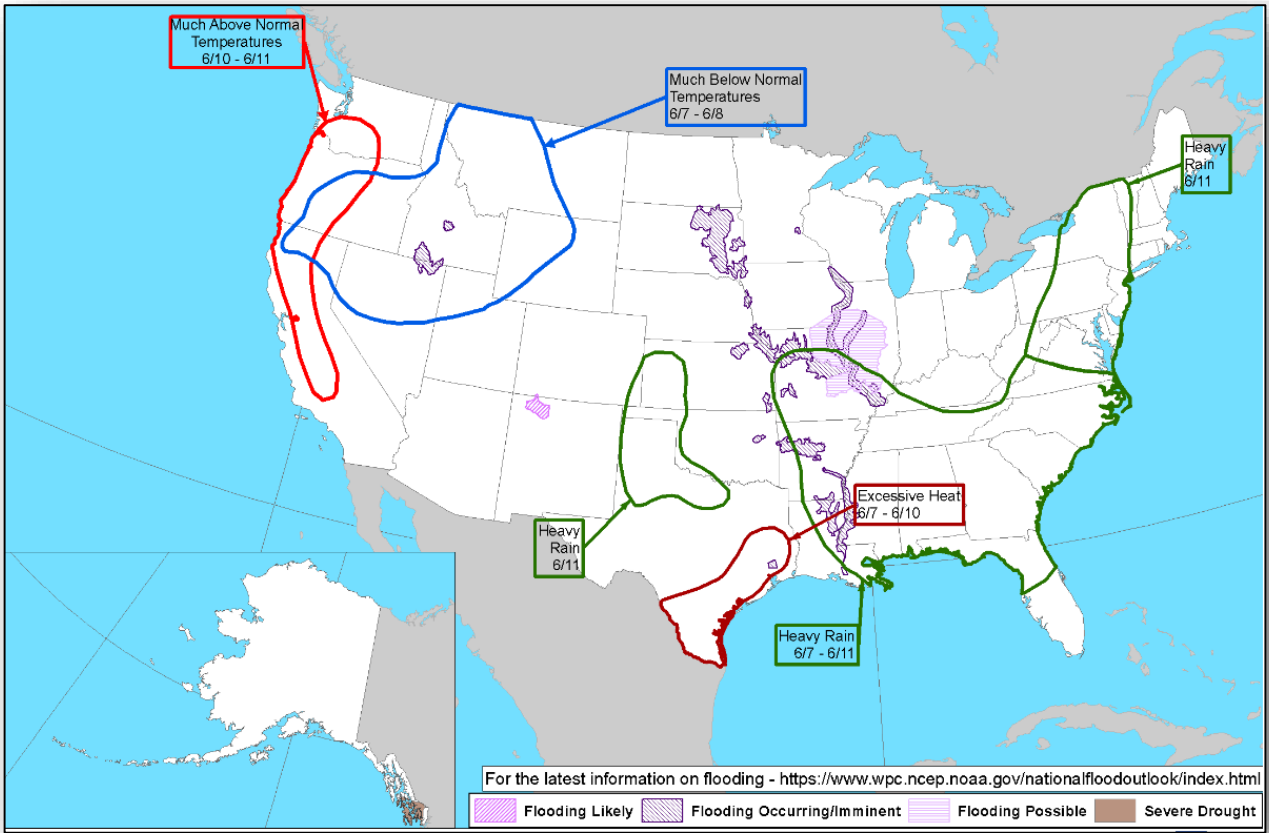 Much Above Normal
Temperatures
6/10 - 6/11
Much Below Normal
Temperatures
6/7 - 6/8
Heavy
Rain
6/11
Excessive Heat
6/7 - 6/10
Heavy
Rain
6/11
Heavy Rain
6/7 - 6/11
For the latest information on flooding - https://www.wpc.ncep.noaa.gov/nationalfloodoutlook/index.html
Flooding Likely Flooding Occurring/Imminent Flooding Possible Severe Drought